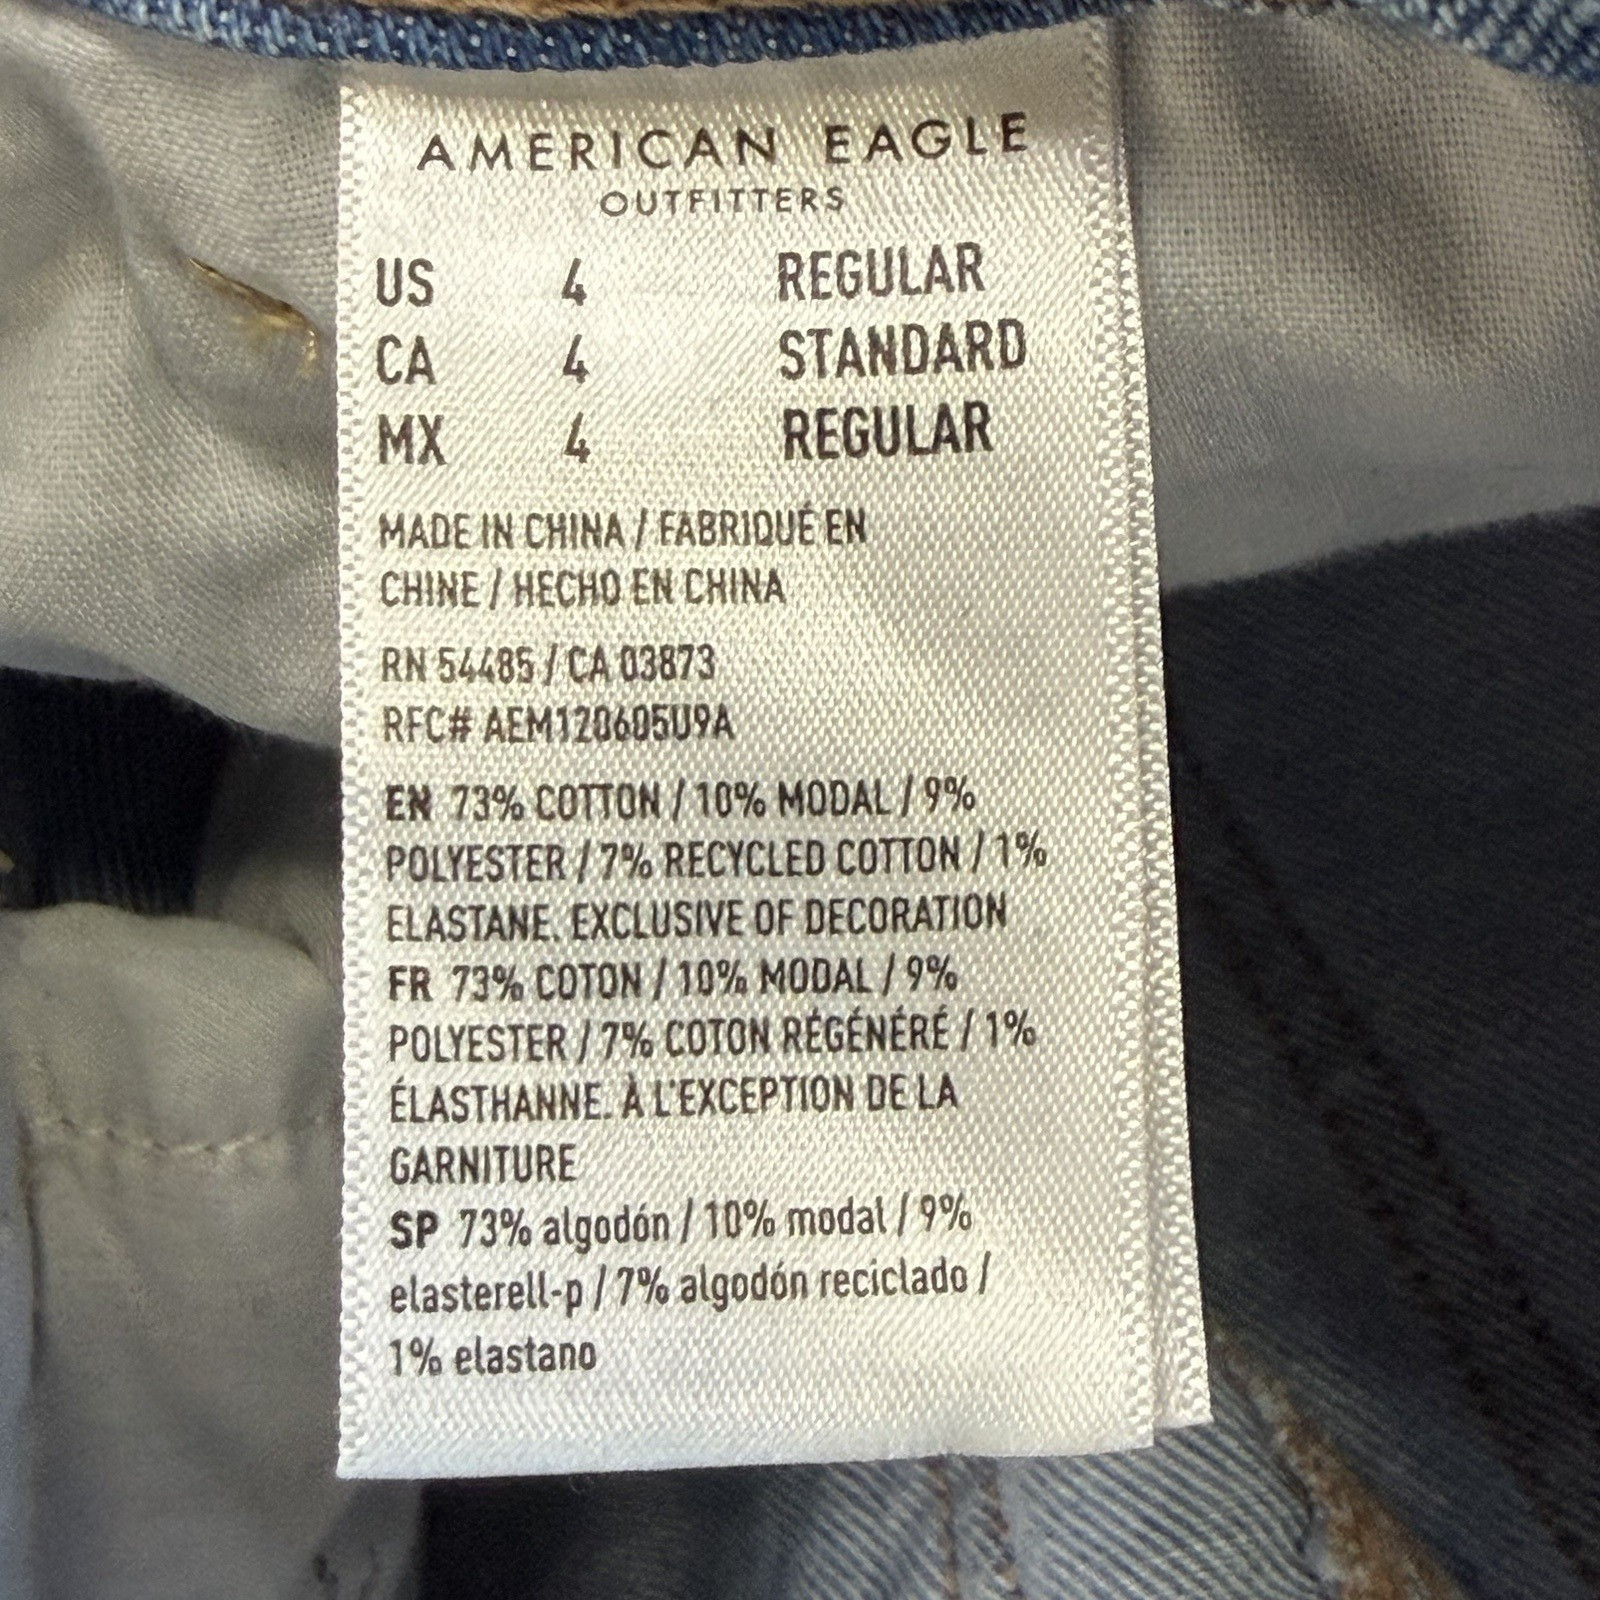 AMERICAN EAGLE
OUTFITTERS
US 4 REGULAR
CA 4 STANDARD
MX 4 REGULAR
MADE IN CHINA / FABRIQUÉ EN
CHINE / HECHO EN CHINA
RN 54485 / CA 03873
RFC# AEM120605U9A
EN 73% COTTON / 10% MODAL / 9%
POLYESTER / 7% RECYCLED COTTON / 1%
ELASTANE. EXCLUSIVE OF DECORATION
FR 73% COTON / 10% MODAL / 9%
POLYESTER / 7% COTON RÉGÉNÉRÉ / 1%
ÉLASTHANNE. À L'EXCEPTION DE LA
GARNITURE
SP 73% algodón / 10% modal / 9%
elasterell-p / 7% algodón reciclado /
1% elastano